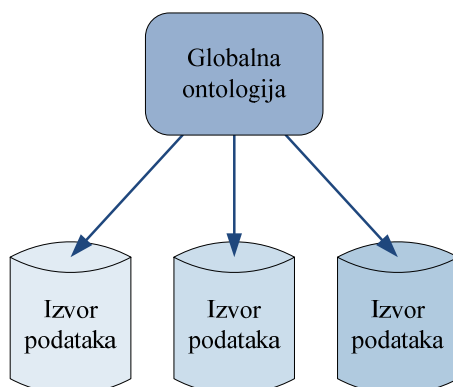 Globalna
ontologija
Izvor
podataka
Izvor
podataka
Izvor
podataka